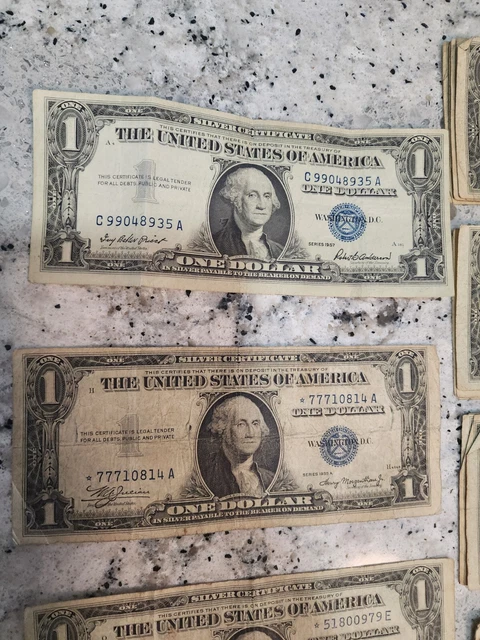 SILVER CERTIFICATE
THIS CERTIFIES THAT THERE IS ON DEPOSIT IN THE TREASURY OF
THE UNITED STATES OF AMERICA
C 99048935 A
ONE DOLLAR
THIS CERTIFICATE IS LEGAL TENDER
FOR ALL DEBTS, PUBLIC AND PRIVATE
WASHINGTON, D.C.
C 99048935 A
SERIES 1957
ONE DOLLAR
IN SILVER PAYABLE TO THE BEARER ON DEMAND
ONE
SILVER CERTIFICATE
ONE
THIS CERTIFIES THAT THERE IS ON DEPOSIT IN THE TREASURY OF
THE UNITED STATES OF AMERICA
*77710814 A
ONE DOLLAR
THIS CERTIFICATE IS LEGAL TENDER
FOR ALL DEBTS, PUBLIC AND PRIVATE
WASHINGTON, D.C.
*77710814 A
ONE DOLLAR
IN SILVER PAYABLE TO THE BEARER ON DEMAND
SILVER CERTIFICATE
THIS CERTIFIES THAT THERE IS ON DEPOSIT IN THE TREASURY OF
THE UNITED STATES OF AMERICA
*51800979 E